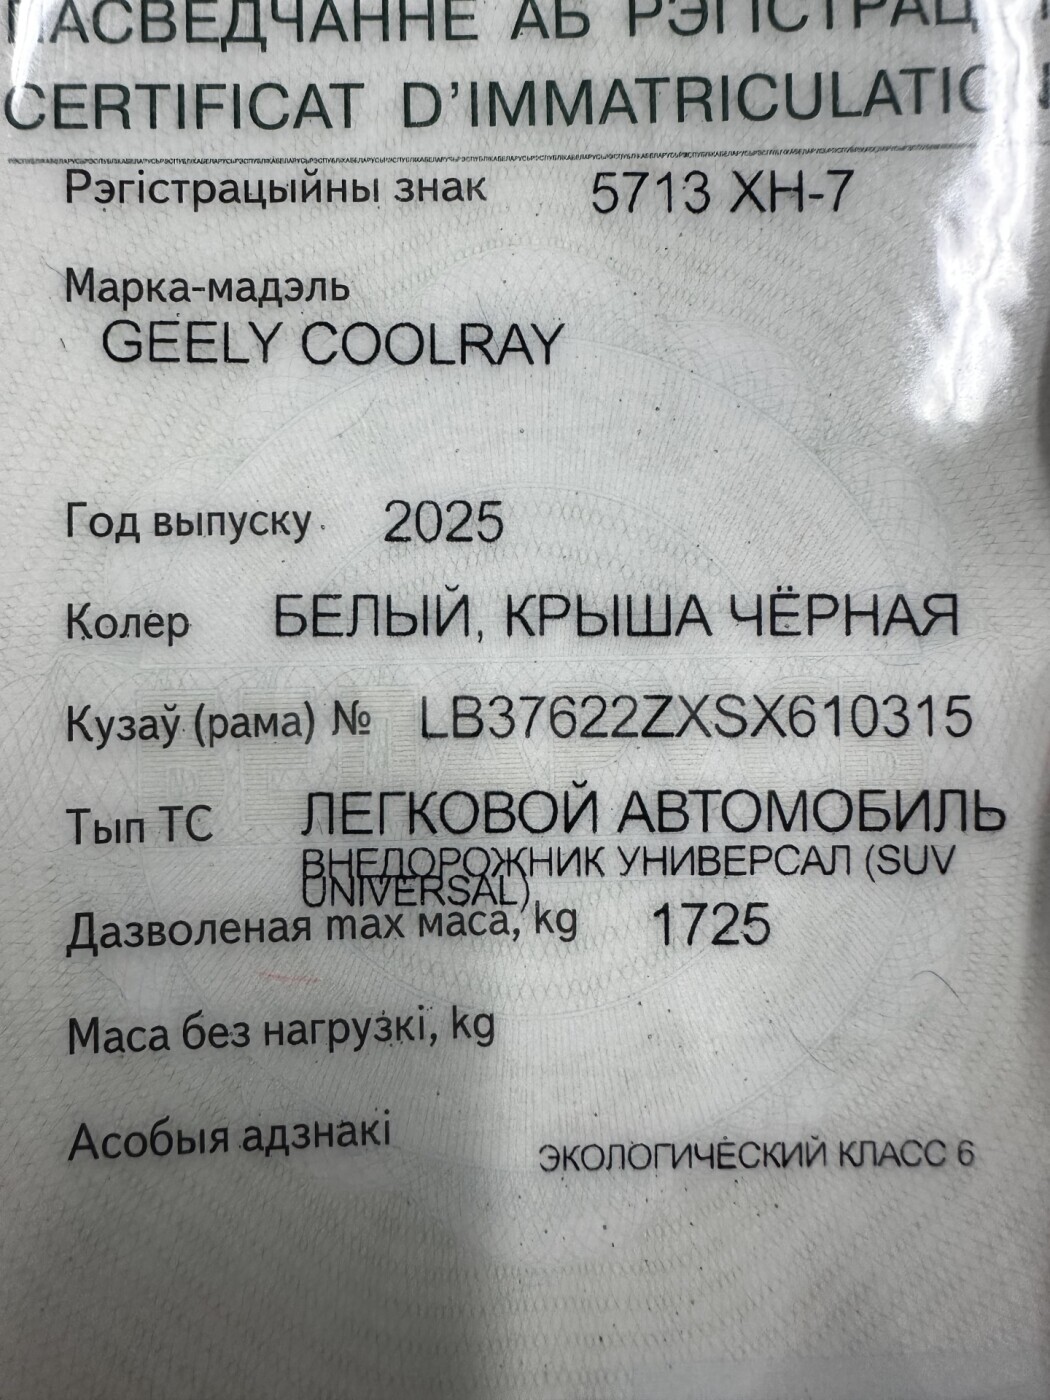 ПАСВЕДЧАННЕ АБ РЭГІСТРАЦ
CERTIFICAT D'IMMATRICULATION
Рэгістрацыйны знак 5713 XH-7
Марка-мадэль
GEELY COOLRAY
Год выпуску 2025
Колер БЕЛЫЙ, КРЫША ЧЁРНАЯ
Кузаў (рама) № LB37622ZXSX610315
Тып ТС ЛЕГКОВОЙ АВТОМОБИЛЬ
ВНЕДОРОЖНИК УНИВЕРСАЛ (SUV
UNIVERSAL)
Дазволеная max маса, kg 1725
Маса без нагрузкі, kg
Асобыя адзнакі
ЭКОЛОГИЧЕСКИЙ КЛАСС 6